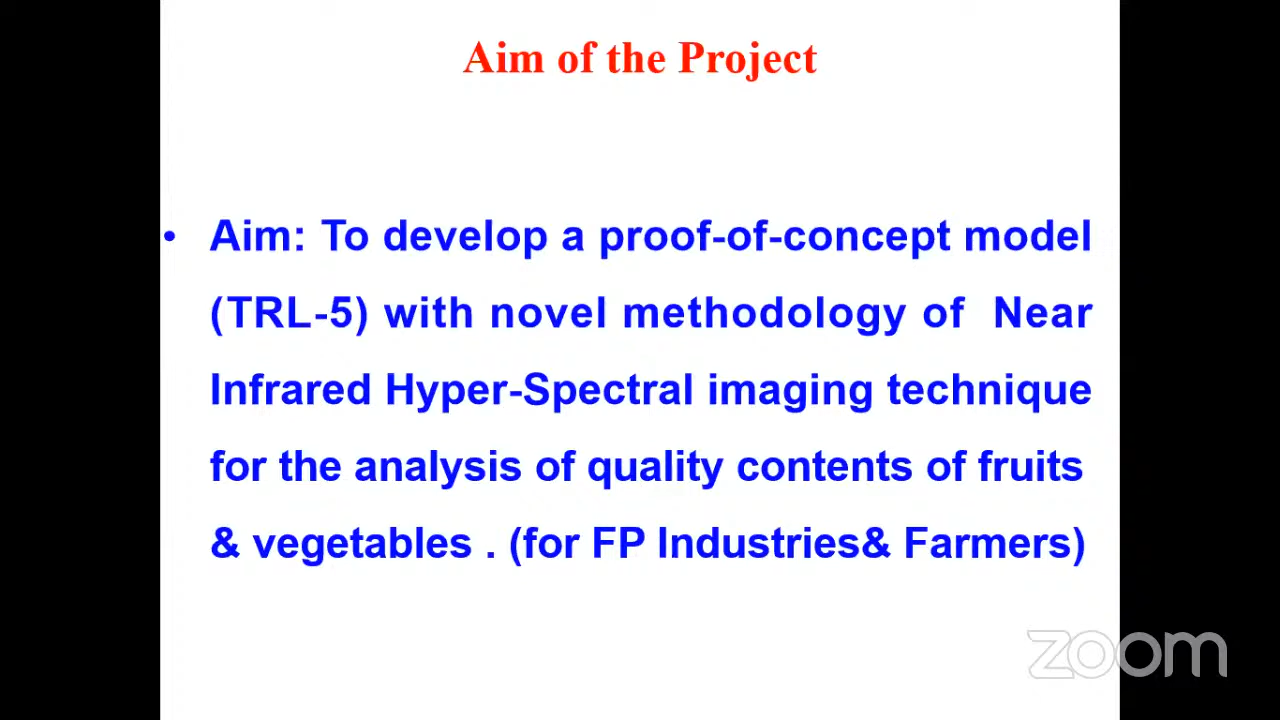 Aim of the Project
• Aim: To develop a proof-of-concept model
(TRL-5) with novel methodology of Near
Infrared Hyper-Spectral imaging technique
for the analysis of quality contents of fruits
& vegetables . (for FP Industries& Farmers)
zoom